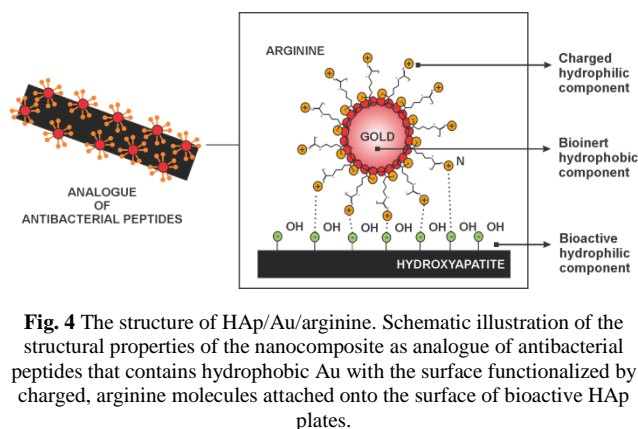 ARGININE
Charged
hydrophilic
component
GOLD
Bioinert
hydrophobic
component
N
ANALOGUE
OF
ANTIBACTERIAL PEPTIDES
OH OH OH OH OH OH
Bioactive
hydrophilic
component
HYDROXYAPATITE
Fig. 4 The structure of HAp/Au/arginine. Schematic illustration of the
structural properties of the nanocomposite as analogue of antibacterial
peptides that contains hydrophobic Au with the surface functionalized by
charged, arginine molecules attached onto the surface of bioactive HAp
plates.